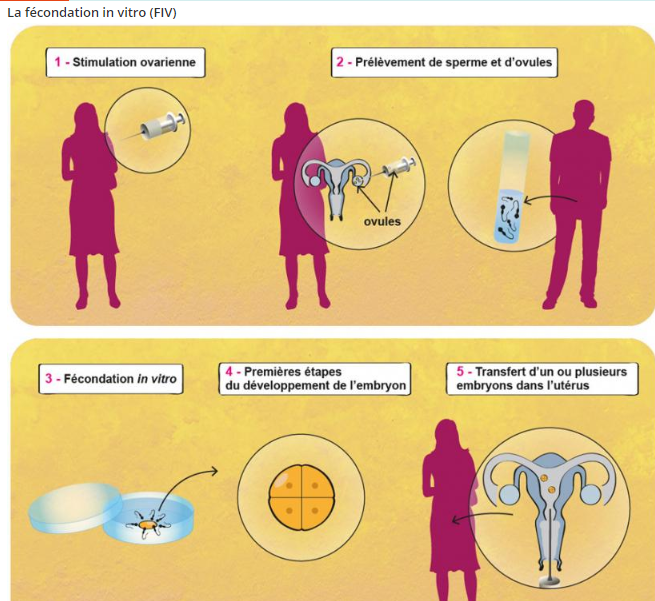 La fécondation in vitro (FIV)
1 - Stimulation ovarienne
2 - Prélèvement de sperme et d'ovules
ovules
3 - Fécondation in vitro
4 - Premières étapes
du développement de l'embryon
5 - Transfert d'un ou plusieurs
embryons dans l'utérus